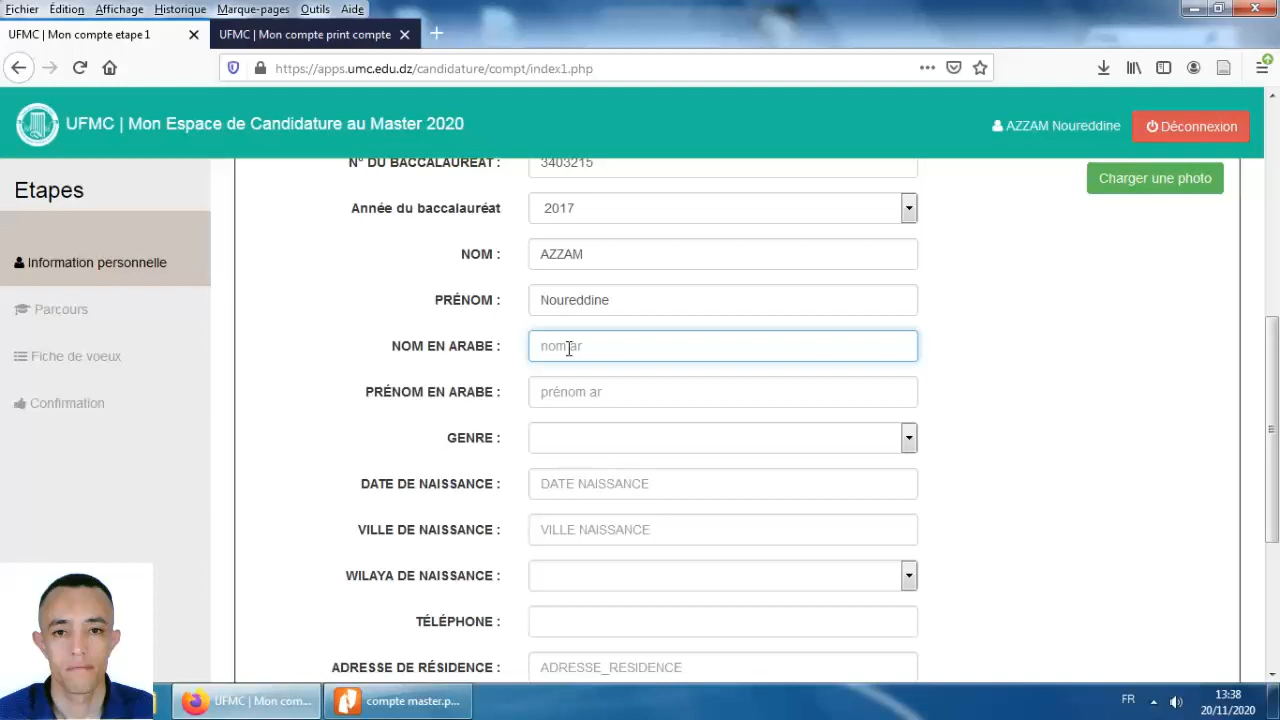 Fichier Édition Affichage Historique Marque-pages Outils Aide
UFMC | Mon compte etape 1
UFMC | Mon compte print compte
https://apps.umc.edu.dz/candidature/compt/index1.php
UFMC | Mon Espace de Candidature au Master 2020
AZZAM Noureddine
Déconnexion
Etapes
Information personnelle
Parcours
Fiche de voeux
Confirmation
Charger une photo
N° DU BACCALAUREAT : 3403215
Année du baccalauréat 2017
NOM : AZZAM
PRÉNOM : Noureddine
NOM EN ARABE : nom ar
PRÉNOM EN ARABE : prénom ar
GENRE :
DATE DE NAISSANCE : DATE NAISSANCE
VILLE DE NAISSANCE : VILLE NAISSANCE
WILAYA DE NAISSANCE :
TÉLÉPHONE :
ADRESSE DE RÉSIDENCE : ADRESSE_RESIDENCE
UFMC | Mon com...
compte master.p...
FR
13:38
20/11/2020